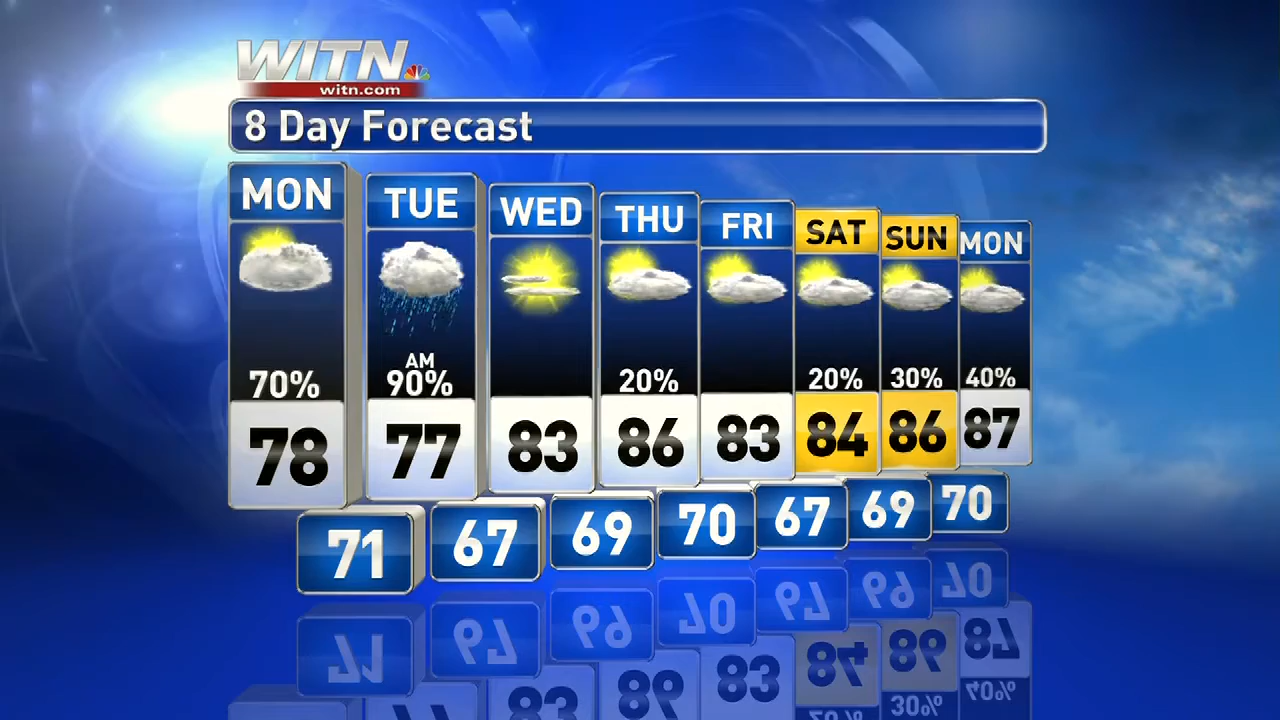 WITN
witn.com
8 Day Forecast
MON TUE WED THU FRI SAT SUN MON
AM
70% 90% 20% 20% 30% 40%
78 77 83 86 83 84 86 87
71 67 69 70 67 69 70